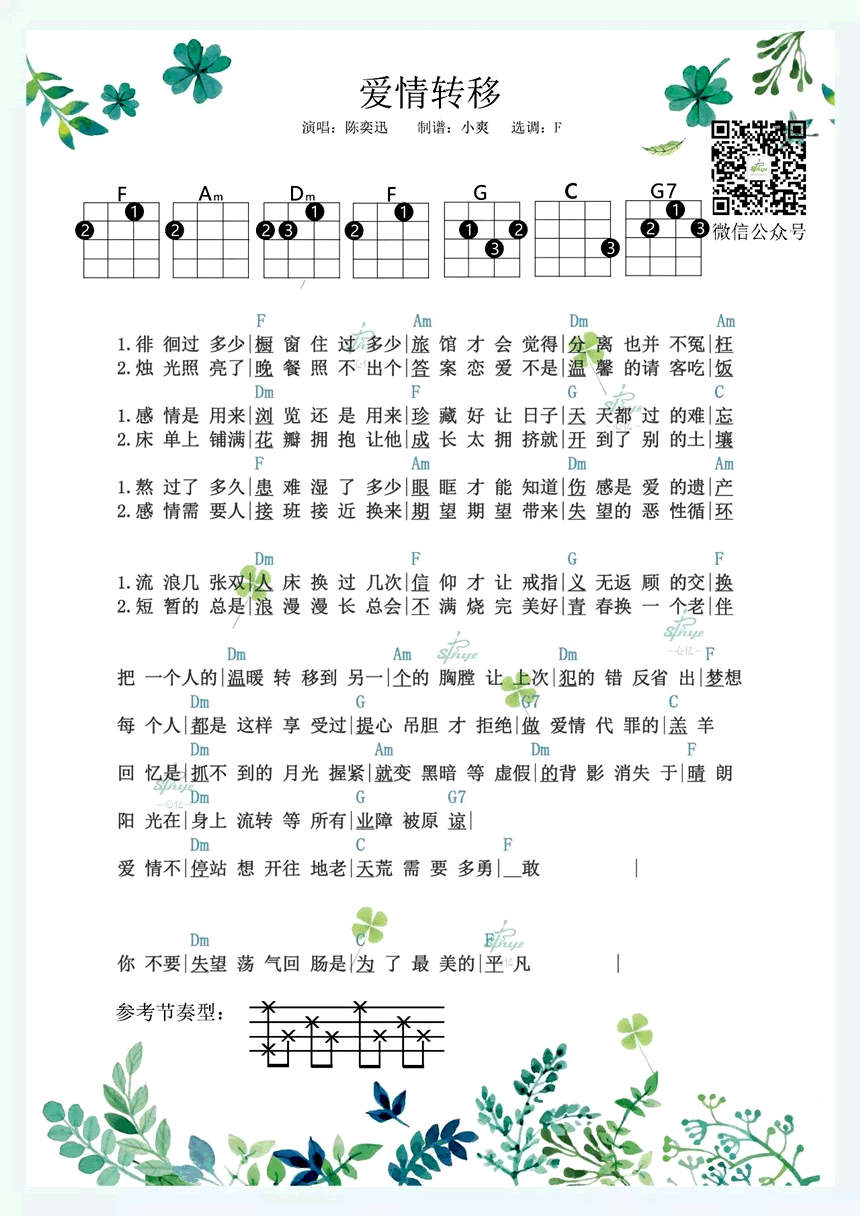 爱情转移
演唱：陈奕迅 制谱：小爽 选调：F
F Am Dm F G C G7
微信公众号
F Am Dm Am
1.徘 徊过 多少|橱 窗 住 过 多少|旅 馆 才 会 觉得|分 离 也并 不冤|枉
2.烛 光照 亮了|晚 餐 照 不 出个|答 案 恋 爱 不是|温 馨 的请 客吃|饭
Dm F G C
1.感 情是 用来|浏 览 还 是 用来|珍 藏 好 让 日子|天 天都 过 的难|忘
2.床 单上 铺满|花 瓣 拥 抱 让他|成 长 太 拥 挤就|开 到了 别 的土|壤
F Am Dm Am
1.熬 过了 多久|患 难 湿 了 多少|眼 眶 才 能 知道|伤 感是 爱 的遗|产
2.感 情需 要人|接 班 接 近 换来|期 望 期 望 带来|失 望的 恶 性循|环
Dm F G F
1.流 浪几 张双|人 床 换 过 几次|信 仰 才 让 戒指|义 无返 顾 的交|换
2.短 暂的 总是|浪 漫 漫 长 总会|不 满 烧 完 美好|青 春换 一 个老|伴
Dm Am Dm F
把 一个人的|温暖 转 移到 另一|个的 胸膛 让 上次|犯的 错 反省 出|梦想
Dm G G7 C
每 个人|都是 这样 享 受过|提心 吊胆 才 拒绝|做 爱情 代 罪的|羔 羊
Dm Am Dm F
回 忆是|抓不 到的 月光 握紧|就变 黑暗 等 虚假|的背 影 消失 于|晴 朗
Dm G G7
阳 光在|身上 流转 等 所有|业障 被原 谅|
Dm C F
爱 情不|停站 想 开往 地老|天荒 需 要 多勇|__敢 |
Dm C F
你 不要|失望 荡 气回 肠是|为 了 最 美的|平 凡 |
参考节奏型：